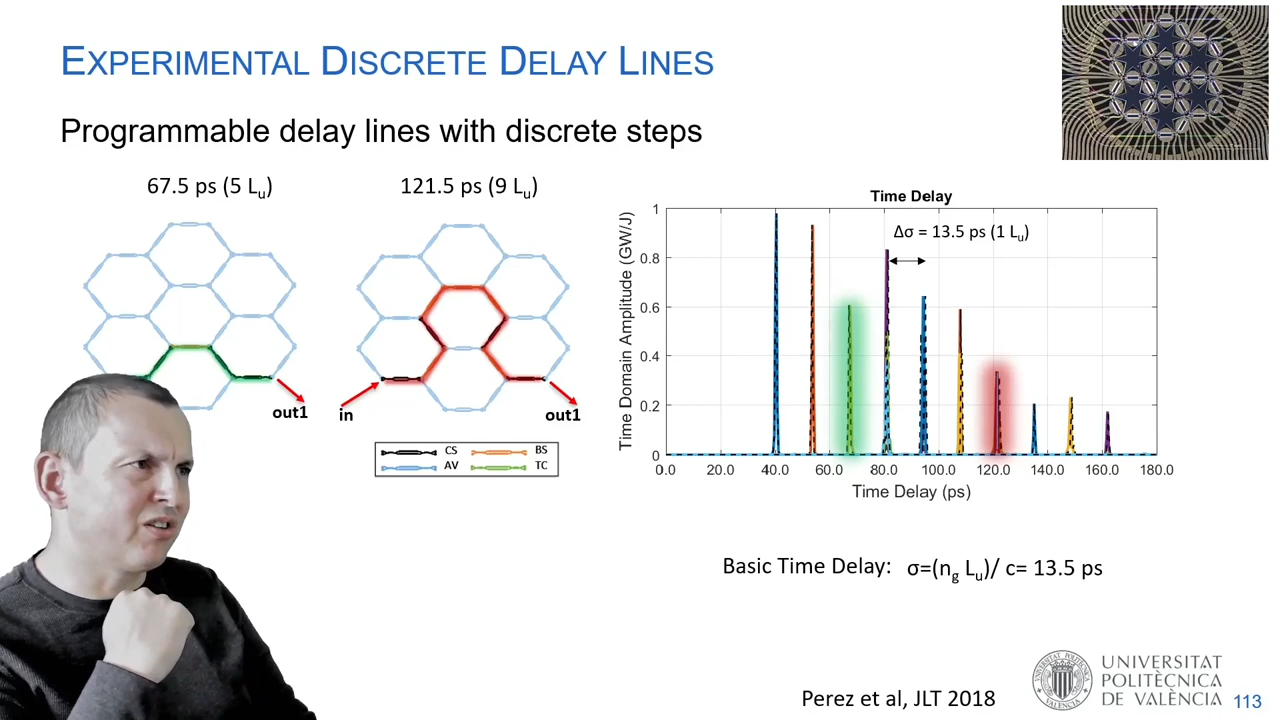 EXPERIMENTAL DISCRETE DELAY LINES
Programmable delay lines with discrete steps
67.5 ps (5 Lu)
121.5 ps (9 Lu)
out1
in
out1
CS
BS
AV
TC
Time Delay
Δσ = 13.5 ps (1 Lu)
Time Domain Amplitude (GW/J)
1
0.8
0.6
0.4
0.2
0
0.0 20.0 40.0 60.0 80.0 100.0 120.0 140.0 160.0 180.0
Time Delay (ps)
Basic Time Delay: σ=(ng Lu)/ c= 13.5 ps
Perez et al, JLT 2018
UNIVERSITAT
POLITÈCNICA
DE VALÈNCIA
113